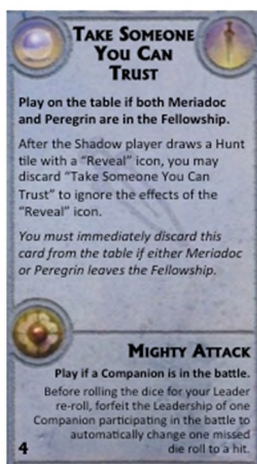 TAKE SOMEONE
YOU CAN
TRUST
Play on the table if both Meriadoc
and Peregrin are in the Fellowship.
After the Shadow player draws a Hunt
tile with a “Reveal” icon, you may
discard “Take Someone You Can
Trust” to ignore the effects of the
“Reveal” icon.
You must immediately discard this
card from the table if either Meriadoc
or Peregrin leaves the Fellowship.
MIGHTY ATTACK
Play if a Companion is in the battle.
Before rolling the dice for your Leader
re-roll, forfeit the Leadership of one
Companion participating in the battle to
automatically change one missed
die roll to a hit.
4